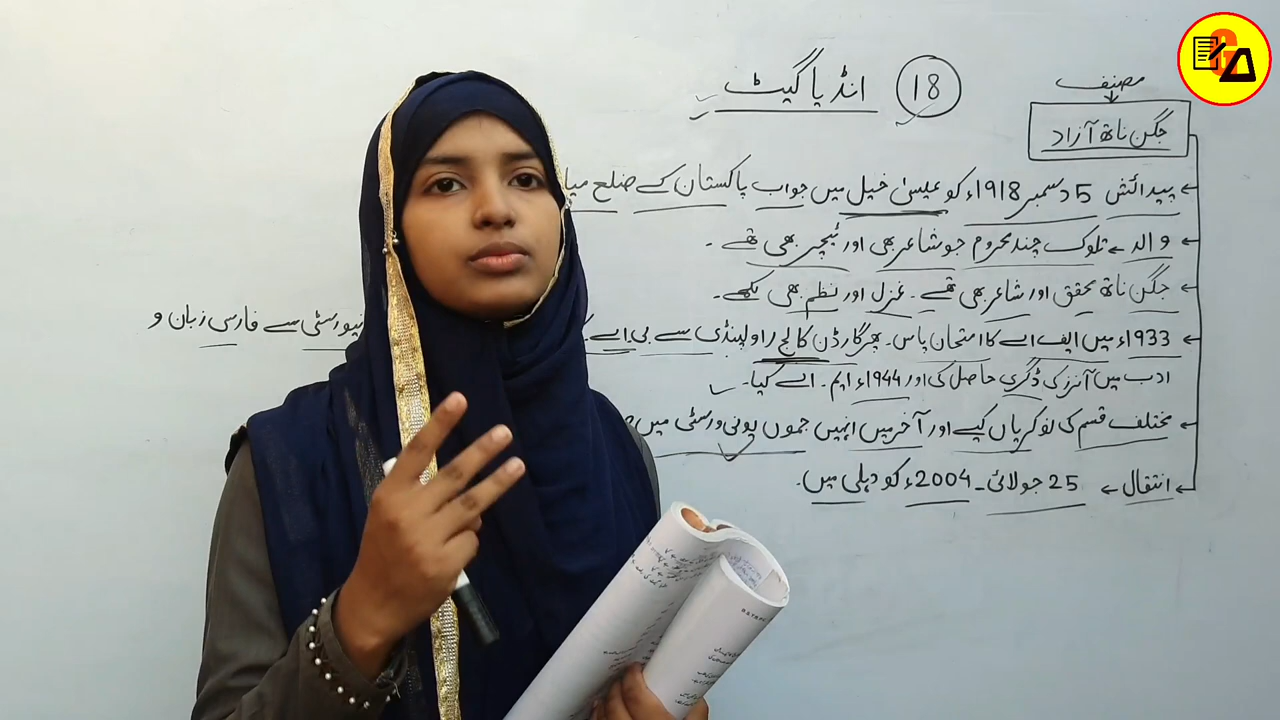 انڈیا گیٹ 18
مصنف
جگن ناتھ آزاد
پیدائش 5 دسمبر 1918ء کو عیسیٰ خیل میں جو اب پاکستان کے ضلع میا
والد ← تلوک چند محروم جو شاعر بھی اور ٹیچر بھی تھے۔
جگن ناتھ محقق اور شاعر بھی تھے۔ غزل اور نظم بھی لکھے۔
1933ء میں ایف اے کا امتحان پاس۔ پھر گارڈن کالج راولپنڈی سے بی اے نیورسٹی سے فارسی زبان و
ادب میں آنرز کی ڈگری حاصل کی اور 1944ء ایم۔اے کیا۔
مختلف قسم کی نوکریاں کیے اور آخر میں انہیں جموں یونی ورسٹی میں
انتقال ← 25 جولائی۔ 2004ء کو دہلی میں۔